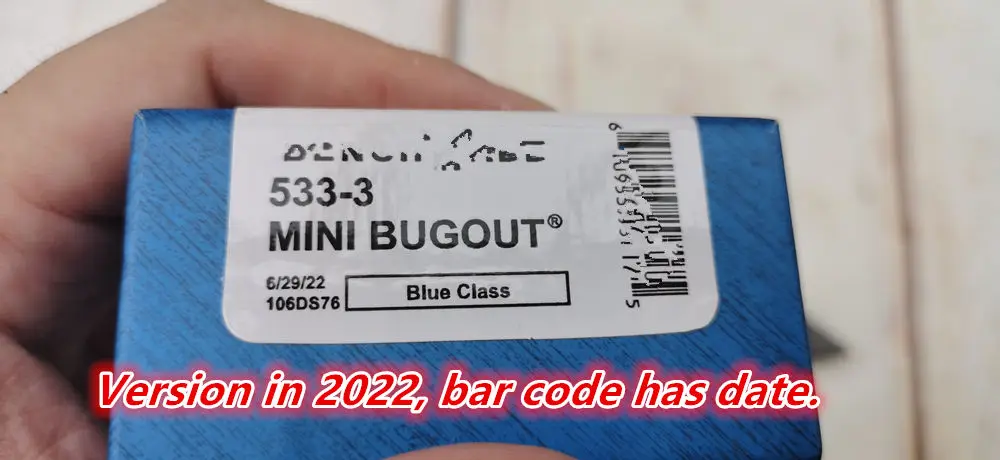 533-3
MINI BUGOUT®
6/29/22
106DS76
Blue Class
Version in 2022, bar code has date.